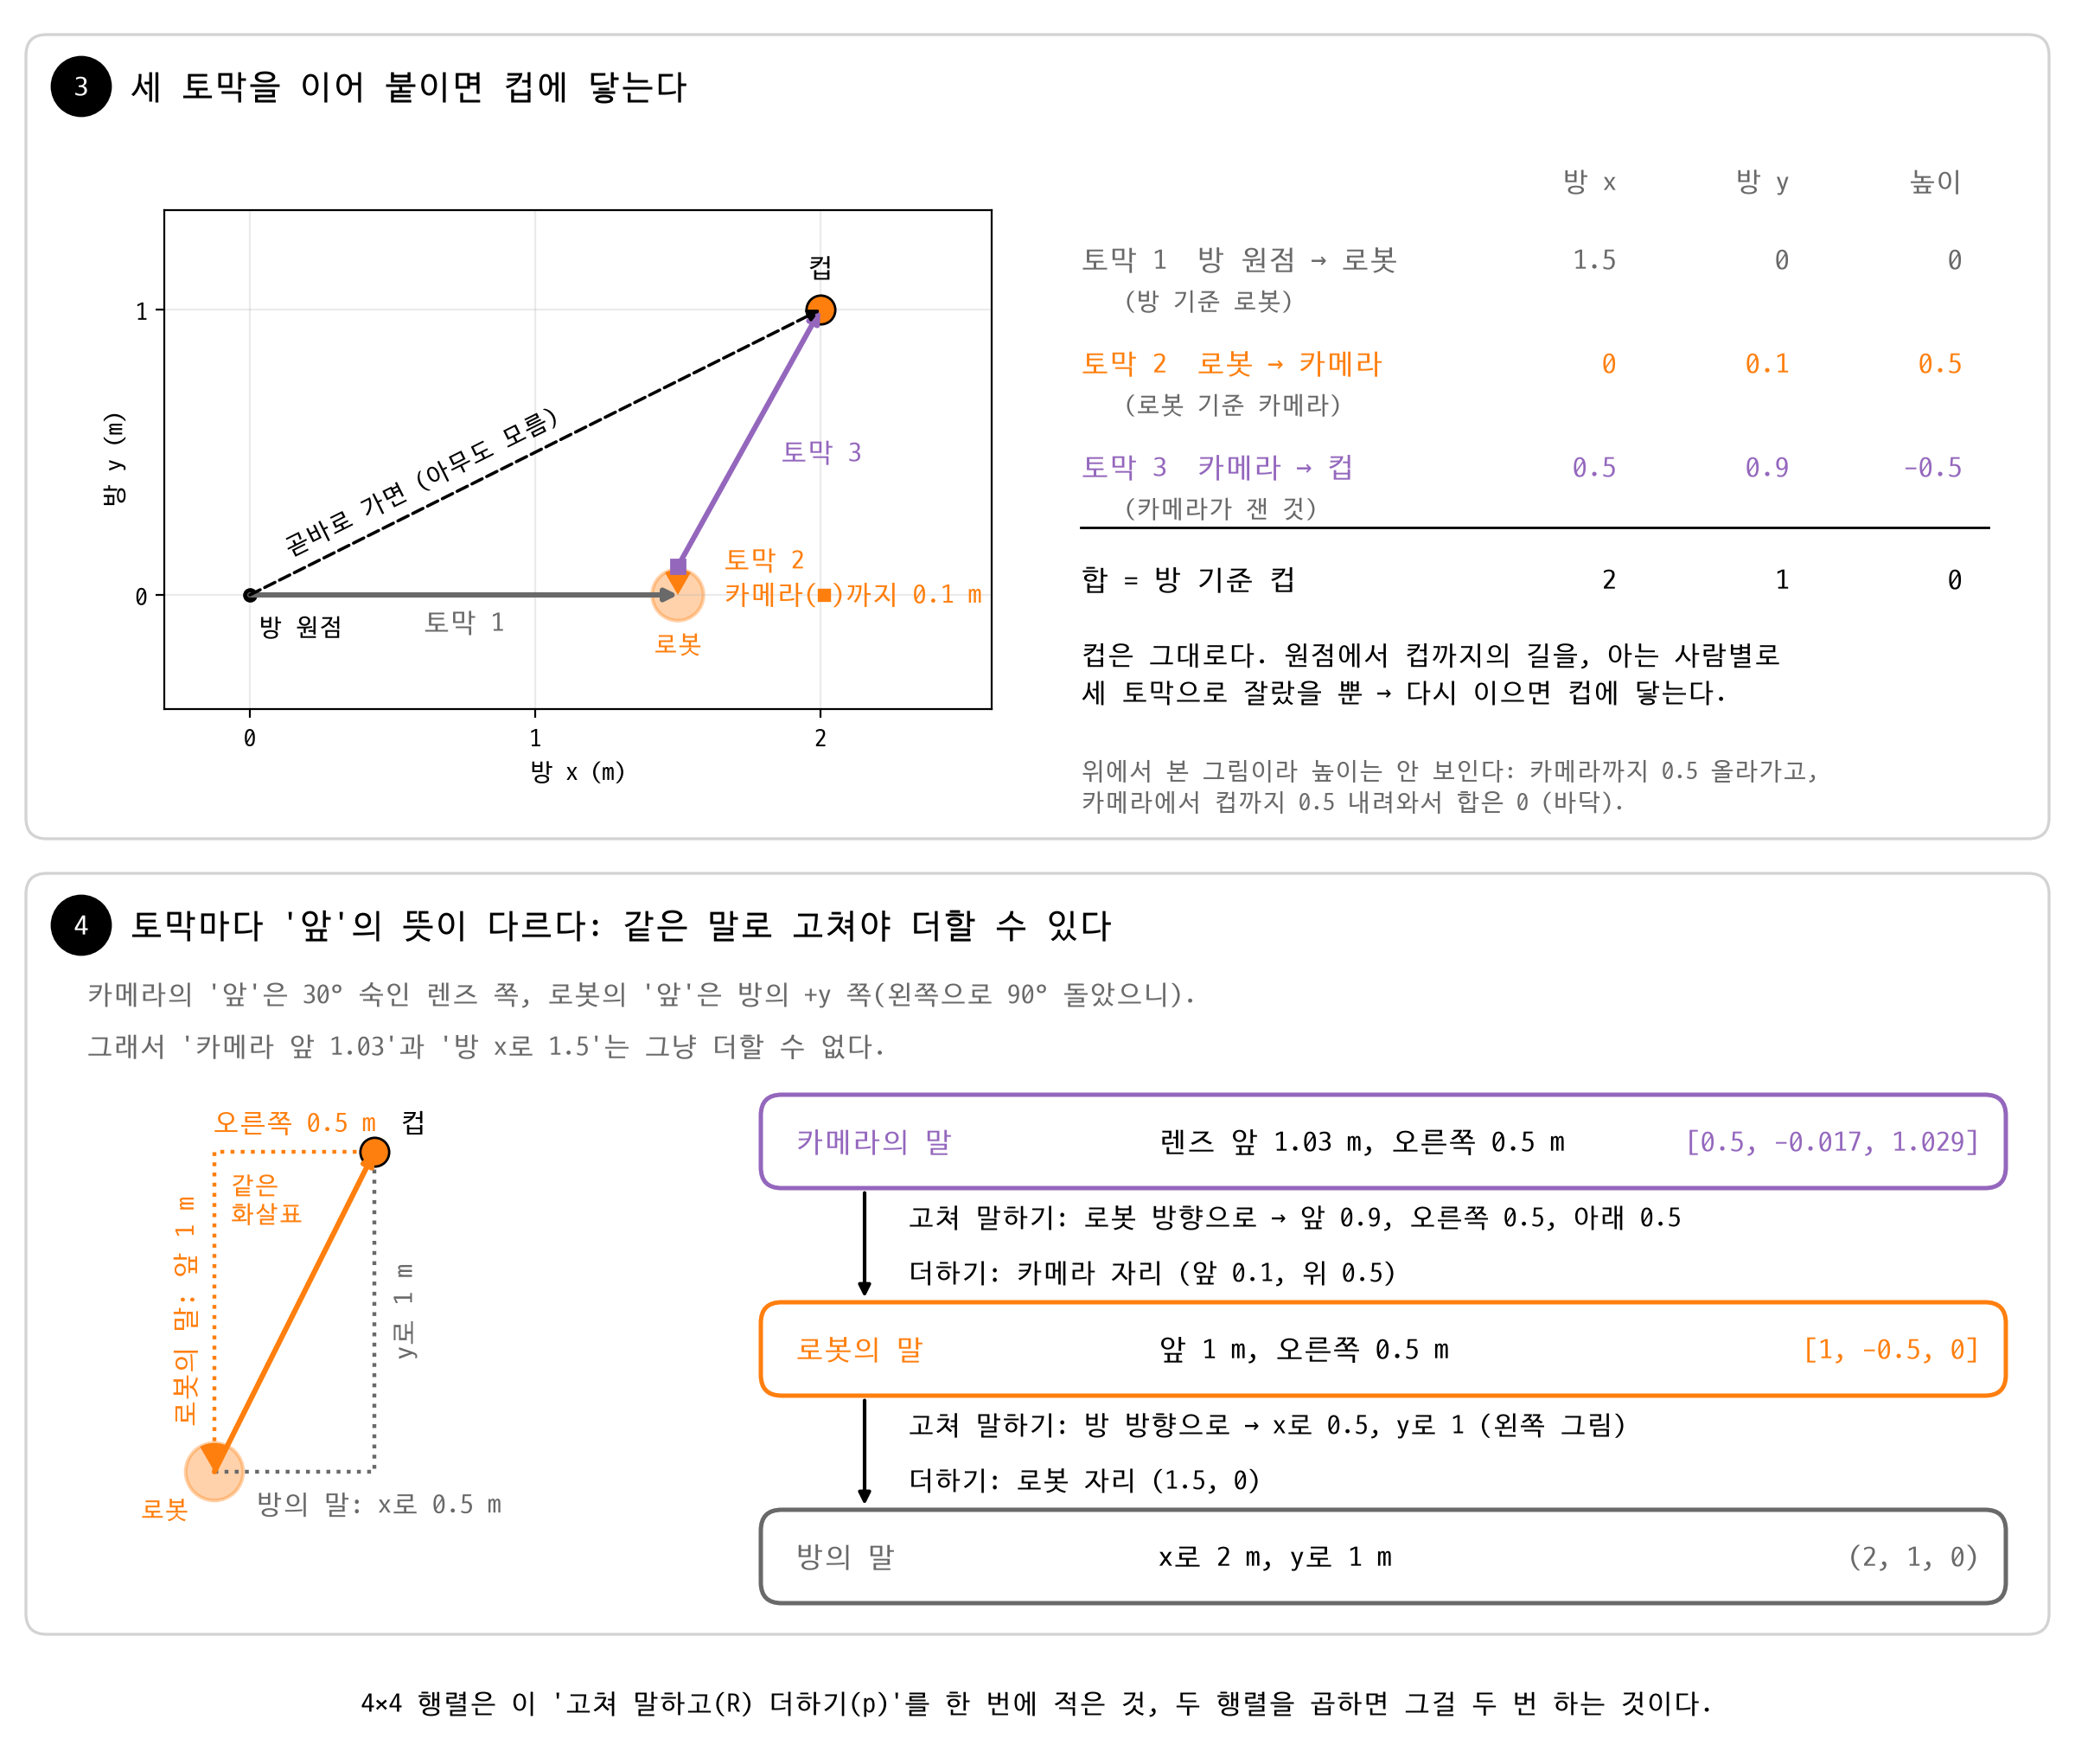 3 세 토막을 이어 붙이면 컵에 닿는다
컵
곧바로 가면 (아무도 모름)
토막 3
토막 2
카메라(■)까지 0.1 m
방 원점
토막 1
로봇
1
0
방 y (m)
0 1 2
방 x (m)
방 x 방 y 높이
토막 1 방 원점 → 로봇 1.5 0 0
(방 기준 로봇)
토막 2 로봇 → 카메라 0 0.1 0.5
(로봇 기준 카메라)
토막 3 카메라 → 컵 0.5 0.9 −0.5
(카메라가 잰 것)
합 = 방 기준 컵 2 1 0
컵은 그대로다. 원점에서 컵까지의 길을, 아는 사람별로
세 토막으로 잘랐을 뿐 → 다시 이으면 컵에 닿는다.
위에서 본 그림이라 높이는 안 보인다: 카메라까지 0.5 올라가고,
카메라에서 컵까지 0.5 내려와서 합은 0 (바닥).
4 토막마다 '앞'의 뜻이 다르다: 같은 말로 고쳐야 더할 수 있다
카메라의 '앞'은 30° 숙인 렌즈 쪽, 로봇의 '앞'은 방의 +y 쪽(왼쪽으로 90° 돌았으니).
그래서 '카메라 앞 1.03'과 '방 x로 1.5'는 그냥 더할 수 없다.
오른쪽 0.5 m
컵
같은
화살표
로봇의 말: 앞 1 m
y로 1 m
로봇
방의 말: x로 0.5 m
카메라의 말 렌즈 앞 1.03 m, 오른쪽 0.5 m [0.5, −0.017, 1.029]
고쳐 말하기: 로봇 방향으로 → 앞 0.9, 오른쪽 0.5, 아래 0.5
더하기: 카메라 자리 (앞 0.1, 위 0.5)
로봇의 말 앞 1 m, 오른쪽 0.5 m [1, −0.5, 0]
고쳐 말하기: 방 방향으로 → x로 0.5, y로 1 (왼쪽 그림)
더하기: 로봇 자리 (1.5, 0)
방의 말 x로 2 m, y로 1 m (2, 1, 0)
4×4 행렬은 이 '고쳐 말하고(R) 더하기(p)'를 한 번에 적은 것, 두 행렬을 곱하면 그걸 두 번 하는 것이다.